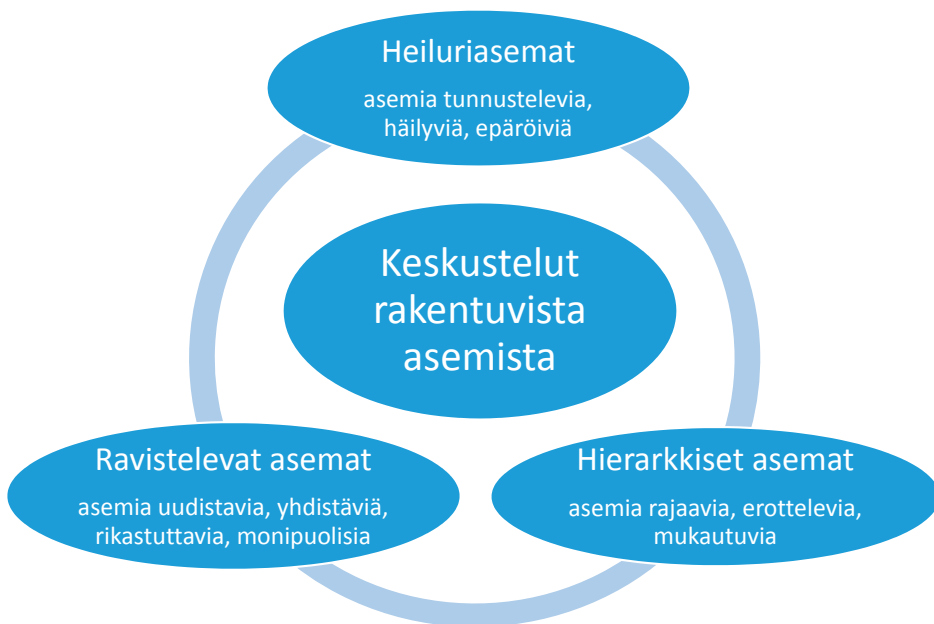 Heiluriasemat
asemia tunnustelevia,
häilyviä, epäröiviä
Keskustelut
rakentuvista
asemista
Ravistelevat asemat
asemia uudistavia, yhdistäviä,
rikastuttavia, monipuolisia
Hierarkkiset asemat
asemia rajaavia, erottelevia,
mukautuvia